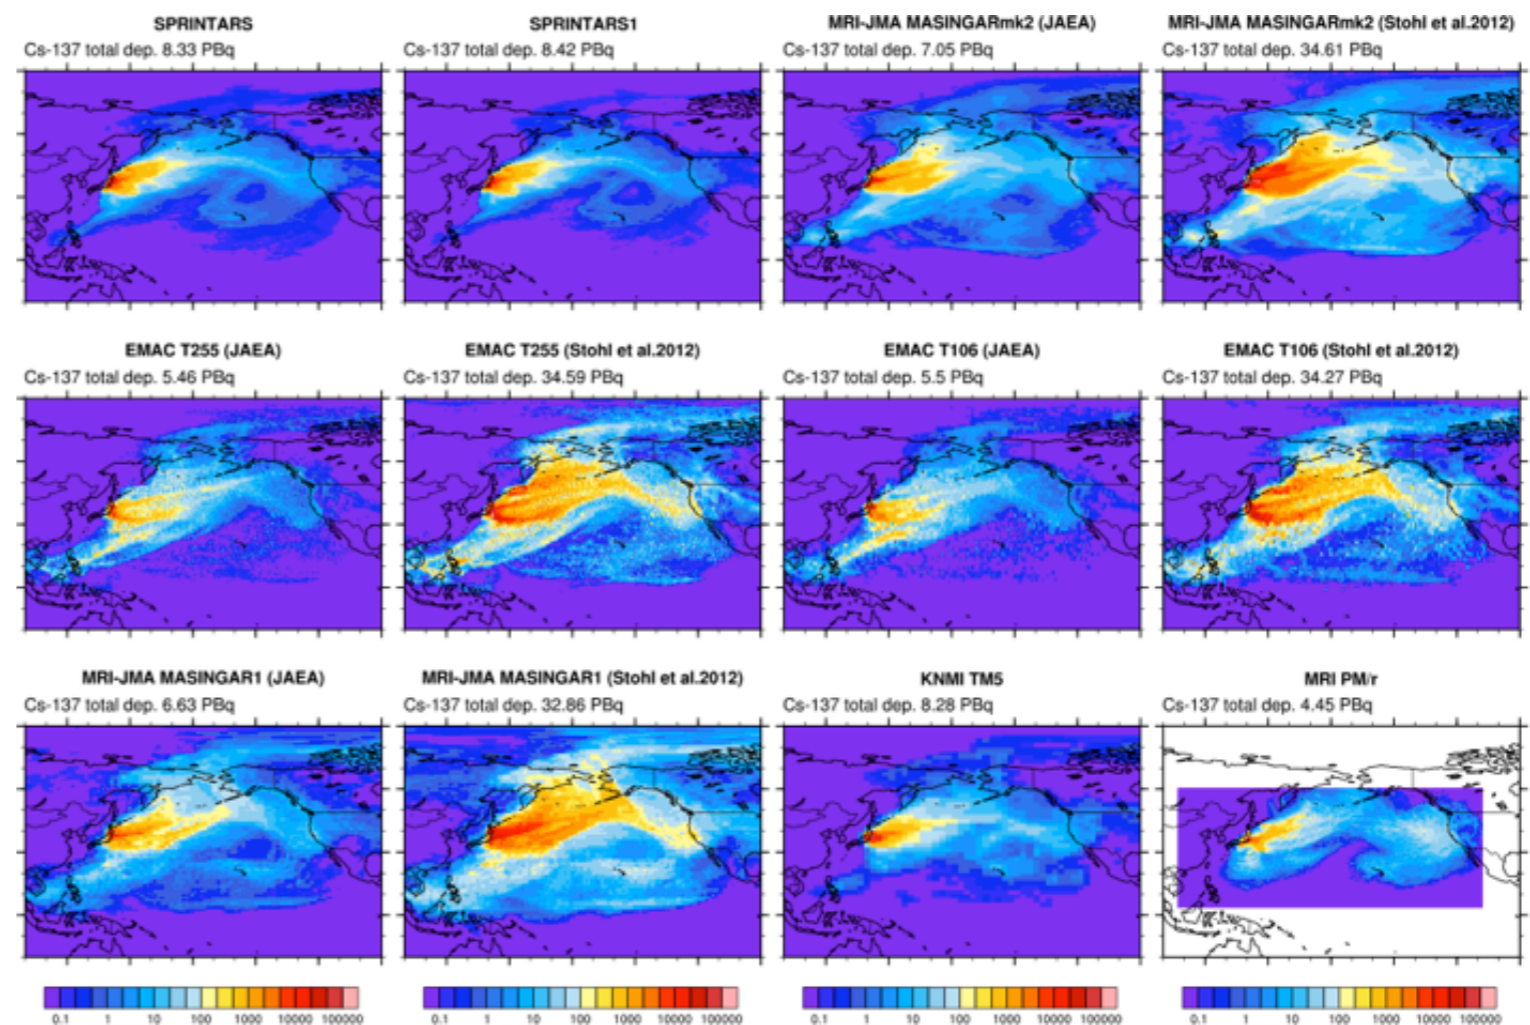 SPRINTARS
Cs-137 total dep. 8.33 PBq
SPRINTARS1
Cs-137 total dep. 8.42 PBq
MRI-JMA MASINGARmk2 (JAEA)
Cs-137 total dep. 7.05 PBq
MRI-JMA MASINGARmk2 (Stohl et al.2012)
Cs-137 total dep. 34.61 PBq
EMAC T255 (JAEA)
Cs-137 total dep. 5.46 PBq
EMAC T255 (Stohl et al.2012)
Cs-137 total dep. 34.59 PBq
EMAC T106 (JAEA)
Cs-137 total dep. 5.5 PBq
EMAC T106 (Stohl et al.2012)
Cs-137 total dep. 34.27 PBq
MRI-JMA MASINGAR1 (JAEA)
Cs-137 total dep. 6.63 PBq
MRI-JMA MASINGAR1 (Stohl et al.2012)
Cs-137 total dep. 32.86 PBq
KNMI TM5
Cs-137 total dep. 8.28 PBq
MRI PM/r
Cs-137 total dep. 4.45 PBq
0.1 1 10 100 1000 10000 100000
0.1 1 10 100 1000 10000 100000
0.1 1 10 100 1000 10000 100000
0.1 1 10 100 1000 10000 100000